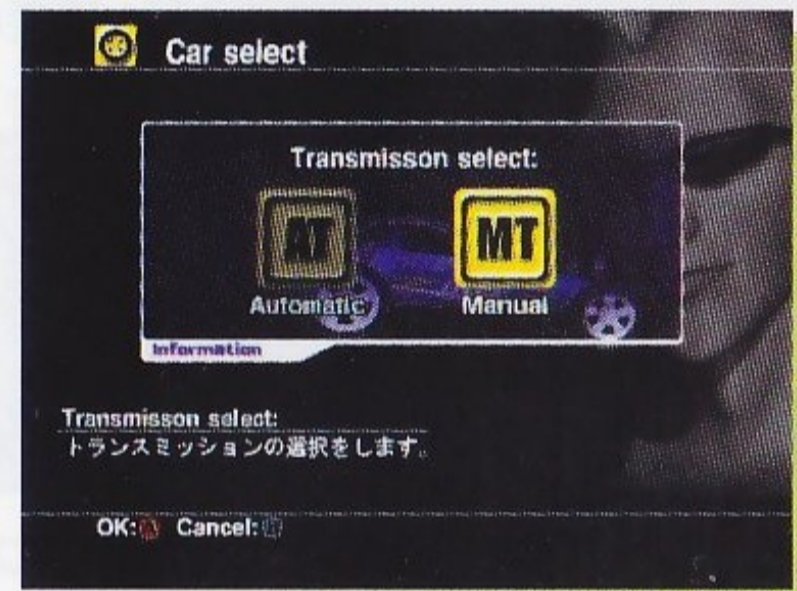 Car select
Transmisson select:
AT MT
Automatic Manual
Information
Transmisson select:
トランスミッションの選択をします。
OK:A Cancel: